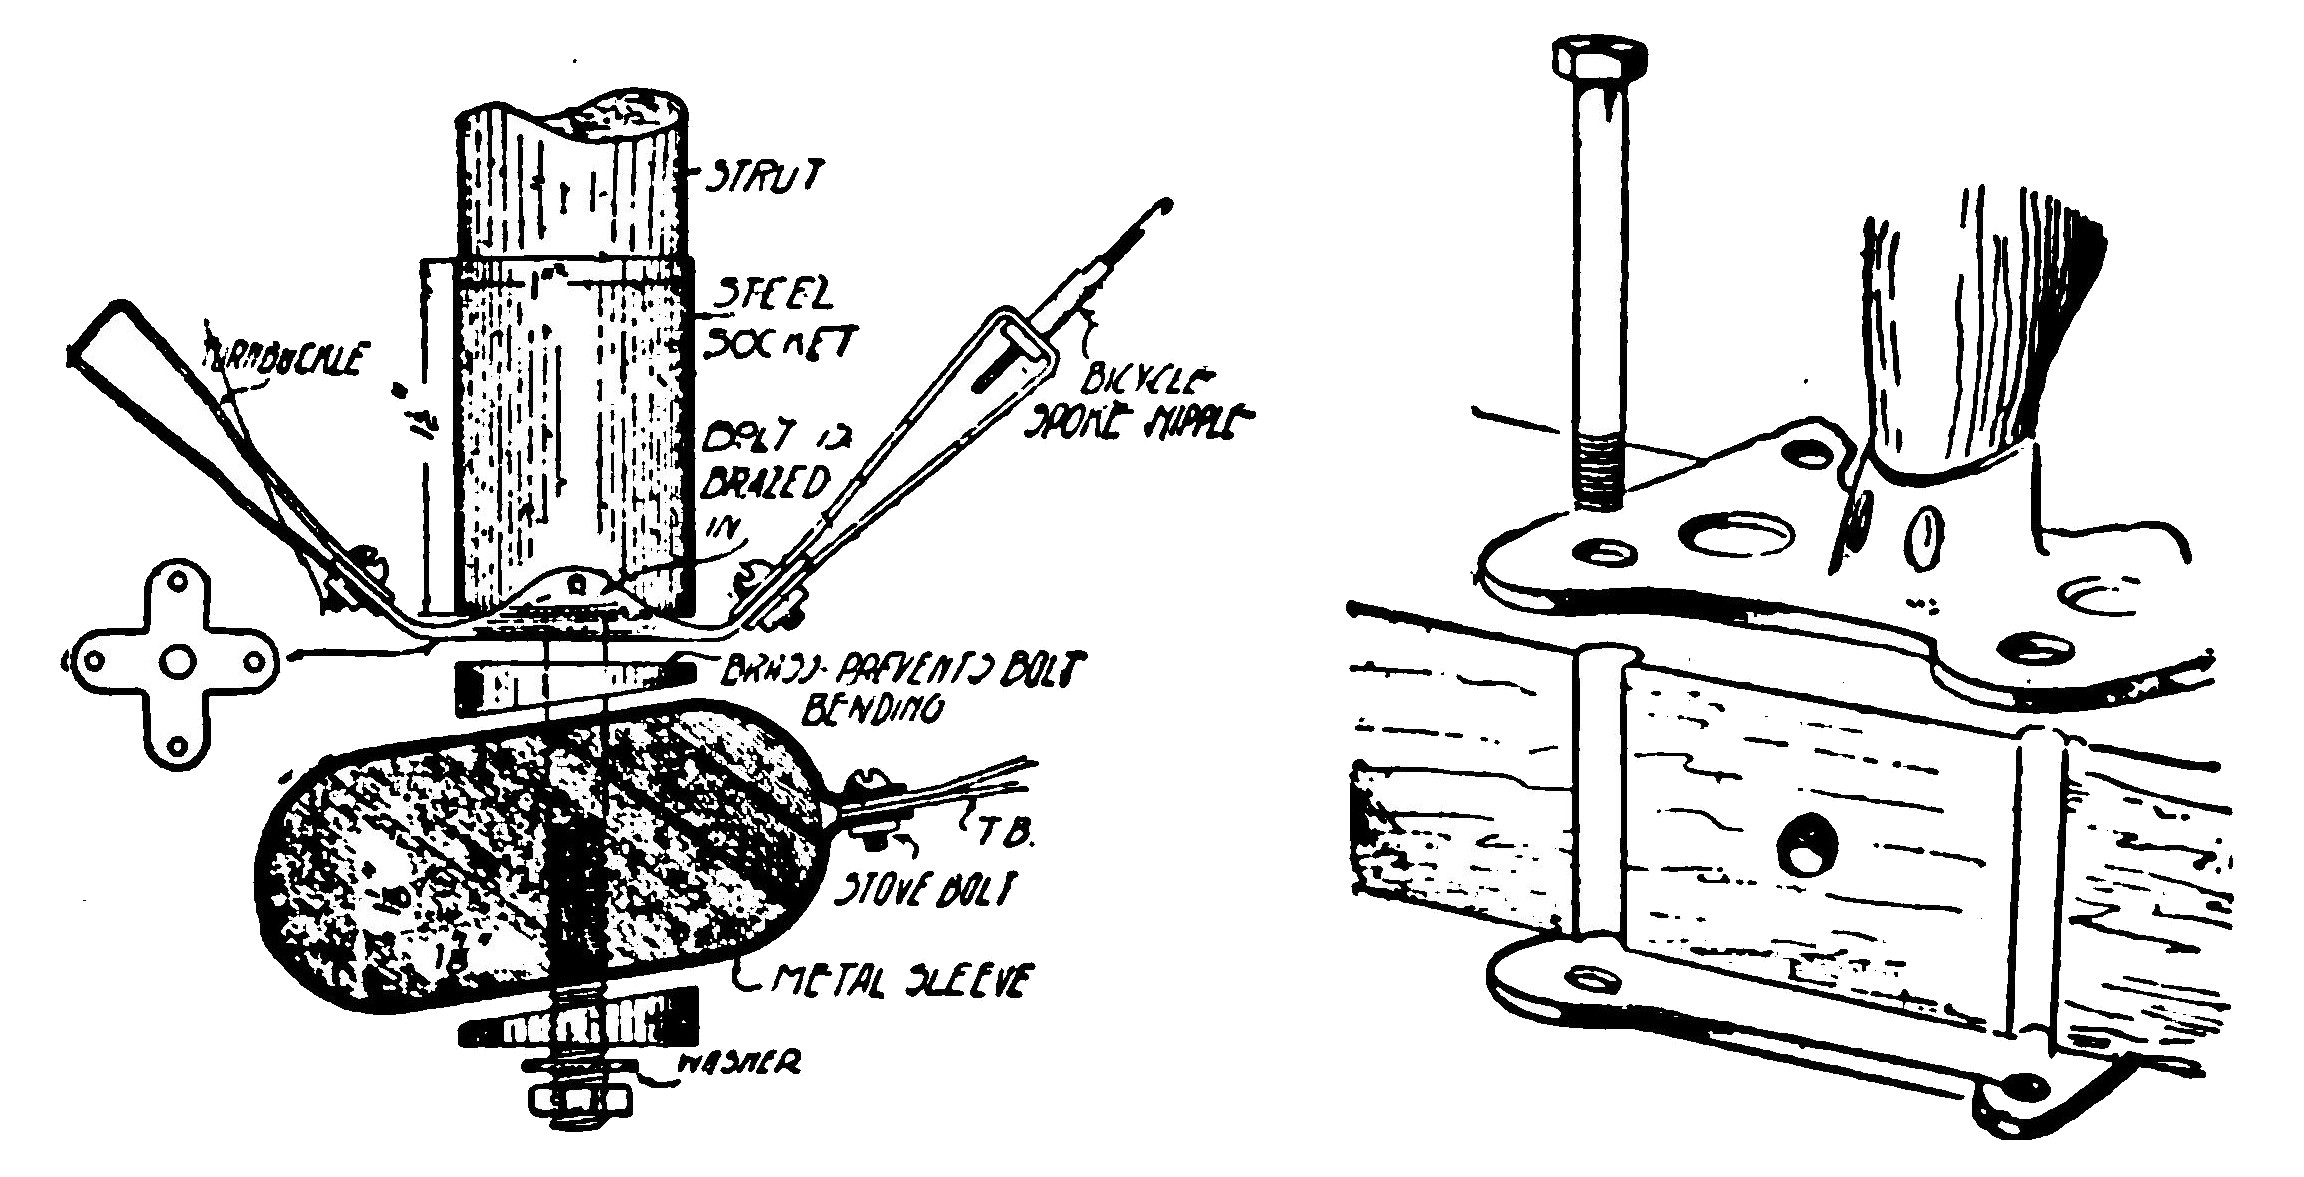 STRUT
STEEL
SOCKET
TURNBUCKLE
BICYCLE
SPOKE NIPPLE
BOLT IS
BRAZED
IN
BRASS-PREVENTS BOLT
BENDING
T.B.
STOVE BOLT
METAL SLEEVE
WASHER